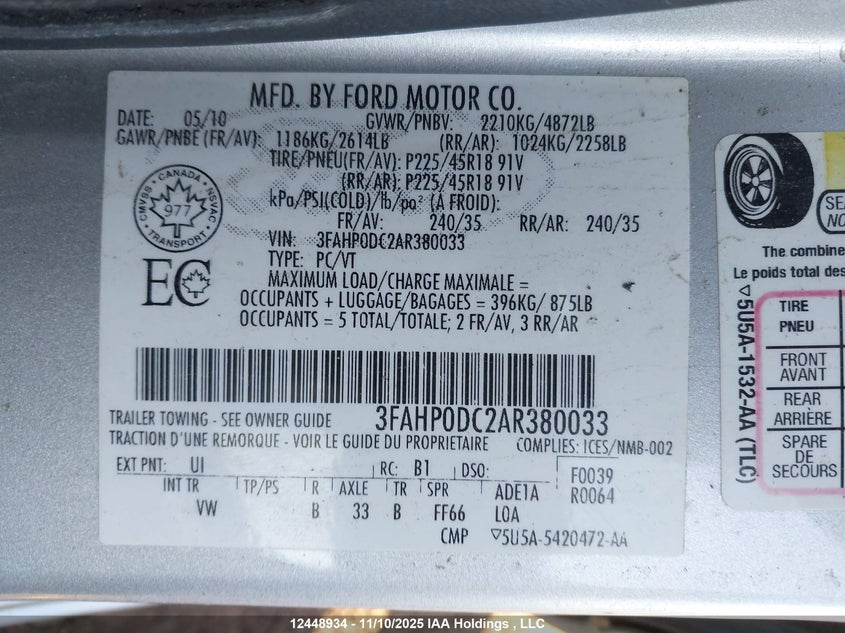 MFD. BY FORD MOTOR CO.
DATE: 05/10 GVWR/PNBV: 2210KG/4872LB
GAWR/PNBE (FR/AV): 1186KG/2614LB (RR/AR): 1024KG/2258LB
TIRE/PNEU(FR/AV): P225/45R18 91V
(RR/AR): P225/45R18 91V
kPa/PSI(COLD)/lb/po² (À FROID):
FR/AV: 240/35 RR/AR: 240/35
VIN: 3FAHP0DC2AR380033
TYPE: PC/VT
MAXIMUM LOAD/CHARGE MAXIMALE =
OCCUPANTS + LUGGAGE/BAGAGES = 396KG/ 875LB
OCCUPANTS = 5 TOTAL/TOTALE; 2 FR/AV, 3 RR/AR
CANADA
CMVSS
977
NSVAC
TRANSPORT
EC
TRAILER TOWING - SEE OWNER GUIDE 3FAHP0DC2AR380033
TRACTION D'UNE REMORQUE - VOIR LE GUIDE DU PROPRIETAIRE COMPLIES: ICES/NMB-002
EXT PNT: UI RC: B1 DSO: F0039
INT TR TP/PS R AXLE TR SPR ADE1A R0064
VW B 33 B FF66 L0A
CMP ▽5U5A-5420472-AA
The combine
Le poids total des
▽5U5A-1532-AA (TLC)
TIRE
PNEU
FRONT
AVANT
REAR
ARRIÈRE
SPARE
DE
SECOURS
12448934 - 11/10/2025 IAA Holdings , LLC